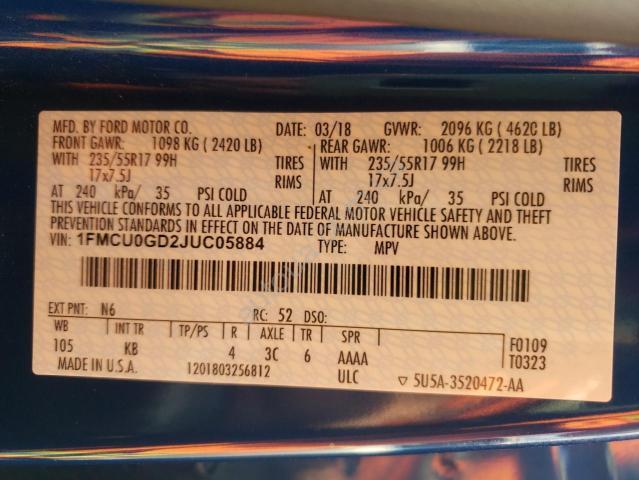 MFD. BY FORD MOTOR CO. DATE: 03/18 GVWR: 2096 KG (4620 LB)
FRONT GAWR: 1098 KG (2420 LB) REAR GAWR: 1006 KG (2218 LB)
WITH 235/55R17 99H TIRES WITH 235/55R17 99H TIRES
17x7.5J RIMS 17x7.5J RIMS
AT 240 kPa/ 35 PSI COLD AT 240 kPa/ 35 PSI COLD
THIS VEHICLE CONFORMS TO ALL APPLICABLE FEDERAL MOTOR VEHICLE SAFETY AND THEFT
PREVENTION STANDARDS IN EFFECT ON THE DATE OF MANUFACTURE SHOWN ABOVE.
VIN: 1FMCU0GD2JUC05884 TYPE: MPV
EXT PNT: N6 RC: 52 DSO:
WB INT TR TP/PS R AXLE TR SPR F0109
105 KB 4 3C 6 AAAA T0323
MADE IN U.S.A. 1201803256812 ULC ▽ 5U5A-3520472-AA